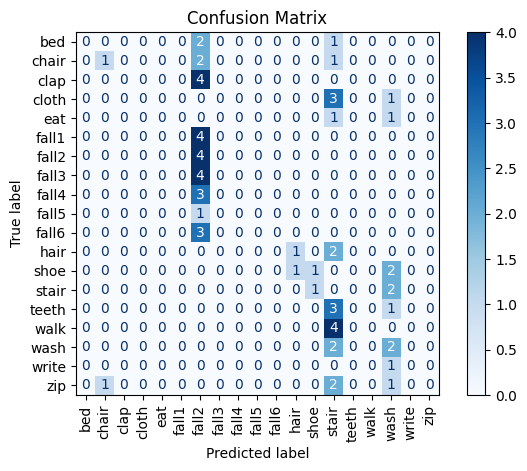 Confusion Matrix
True label
bed 0 0 0 0 0 0 2 0 0 0 0 0 0 1 0 0 0 0 0
chair 0 1 0 0 0 0 2 0 0 0 0 0 0 1 0 0 0 0 0
clap 0 0 0 0 0 0 4 0 0 0 0 0 0 0 0 0 0 0 0
cloth 0 0 0 0 0 0 0 0 0 0 0 0 0 3 0 0 1 0 0
eat 0 0 0 0 0 0 0 0 0 0 0 0 0 1 0 0 1 0 0
fall1 0 0 0 0 0 0 4 0 0 0 0 0 0 0 0 0 0 0 0
fall2 0 0 0 0 0 0 4 0 0 0 0 0 0 0 0 0 0 0 0
fall3 0 0 0 0 0 0 4 0 0 0 0 0 0 0 0 0 0 0 0
fall4 0 0 0 0 0 0 3 0 0 0 0 0 0 0 0 0 0 0 0
fall5 0 0 0 0 0 0 1 0 0 0 0 0 0 0 0 0 0 0 0
fall6 0 0 0 0 0 0 3 0 0 0 0 0 0 0 0 0 0 0 0
hair 0 0 0 0 0 0 0 0 0 0 0 1 0 2 0 0 0 0 0
shoe 0 0 0 0 0 0 0 0 0 0 0 1 1 0 0 0 2 0 0
stair 0 0 0 0 0 0 0 0 0 0 0 0 1 0 0 0 2 0 0
teeth 0 0 0 0 0 0 0 0 0 0 0 0 0 3 0 0 1 0 0
walk 0 0 0 0 0 0 0 0 0 0 0 0 0 4 0 0 0 0 0
wash 0 0 0 0 0 0 0 0 0 0 0 0 0 2 0 0 2 0 0
write 0 0 0 0 0 0 0 0 0 0 0 0 0 0 0 0 1 0 0
zip 0 1 0 0 0 0 0 0 0 0 0 0 0 2 0 0 1 0 0
bed chair clap cloth eat fall1 fall2 fall3 fall4 fall5 fall6 hair shoe stair teeth walk wash write zip
Predicted label
4.0
3.5
3.0
2.5
2.0
1.5
1.0
0.5
0.0